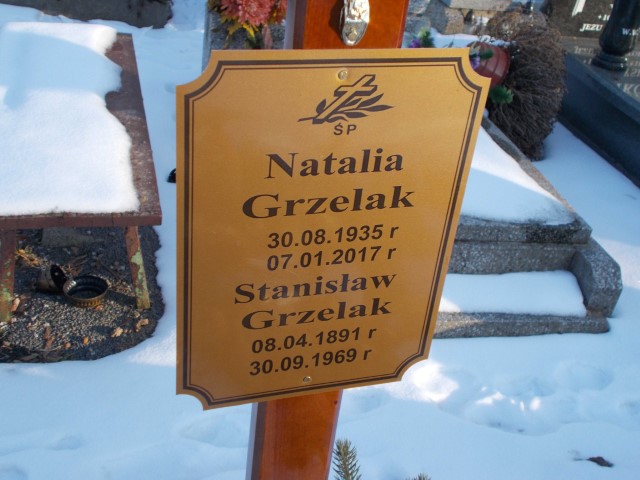 ŚP
Natalia
Grzelak
30.08.1935 r
07.01.2017 r
Stanisław
Grzelak
08.04.1891 r
30.09.1969 r